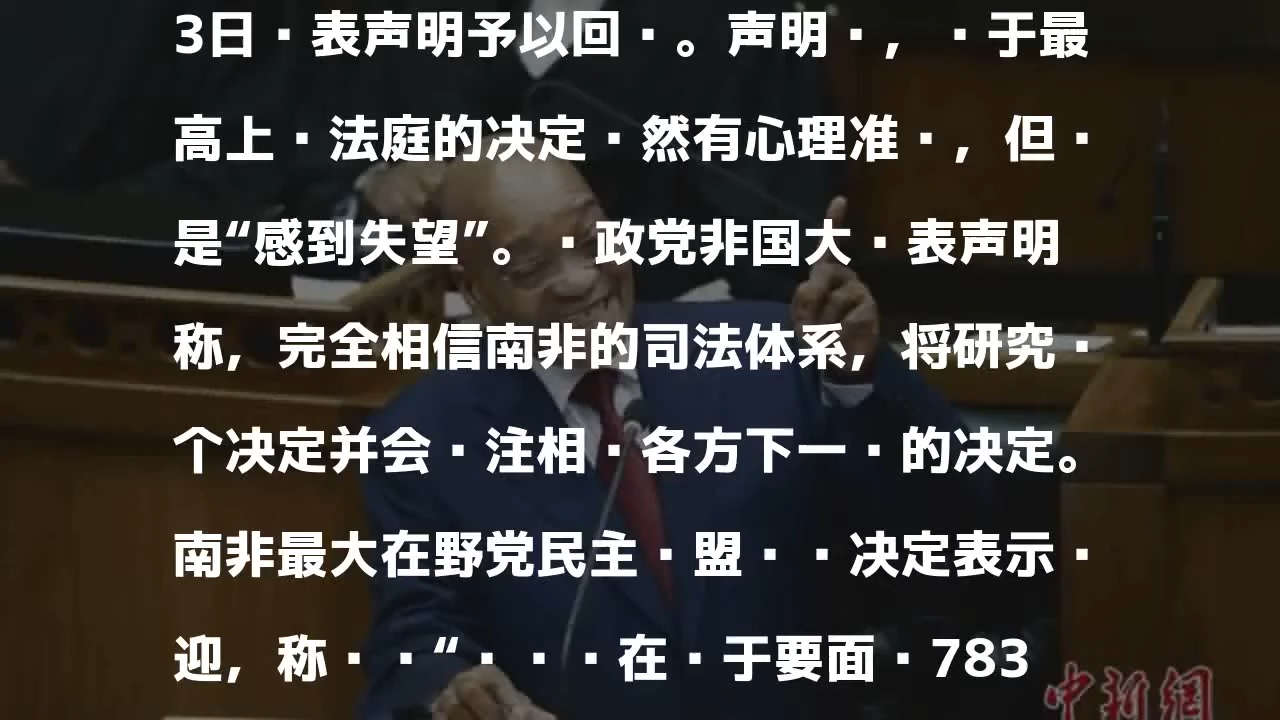 3日·表声明予以回·。声明·，·于最
高上·法庭的决定·然有心理准·，但·
是“感到失望”。·政党非国大·表声明
称，完全相信南非的司法体系，将研究·
个决定并会·注相·各方下一·的决定。
南非最大在野党民主·盟··决定表示·
迎，称··“···在·于要面·783
中新網